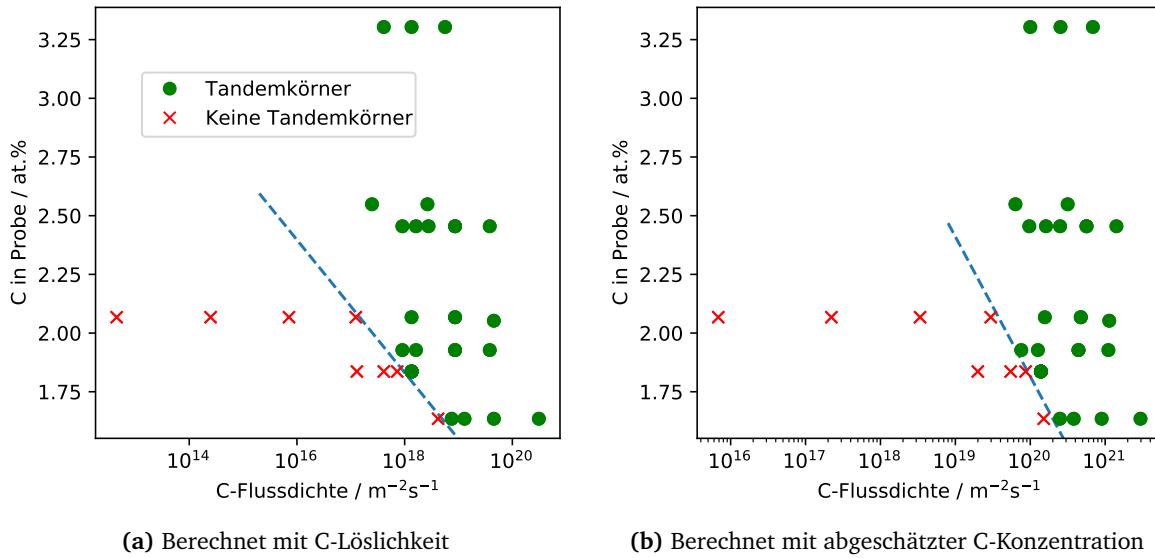 3.25
3.00
2.75
2.50
2.25
2.00
1.75
C in Probe / at.%
Tandemkörner
Keine Tandemkörner
10^14 10^16 10^18 10^20
C-Flussdichte / m^−2s^−1
(a) Berechnet mit C-Löslichkeit
3.25
3.00
2.75
2.50
2.25
2.00
1.75
C in Probe / at.%
10^16 10^17 10^18 10^19 10^20 10^21
C-Flussdichte / m^−2s^−1
(b) Berechnet mit abgeschätzter C-Konzentration